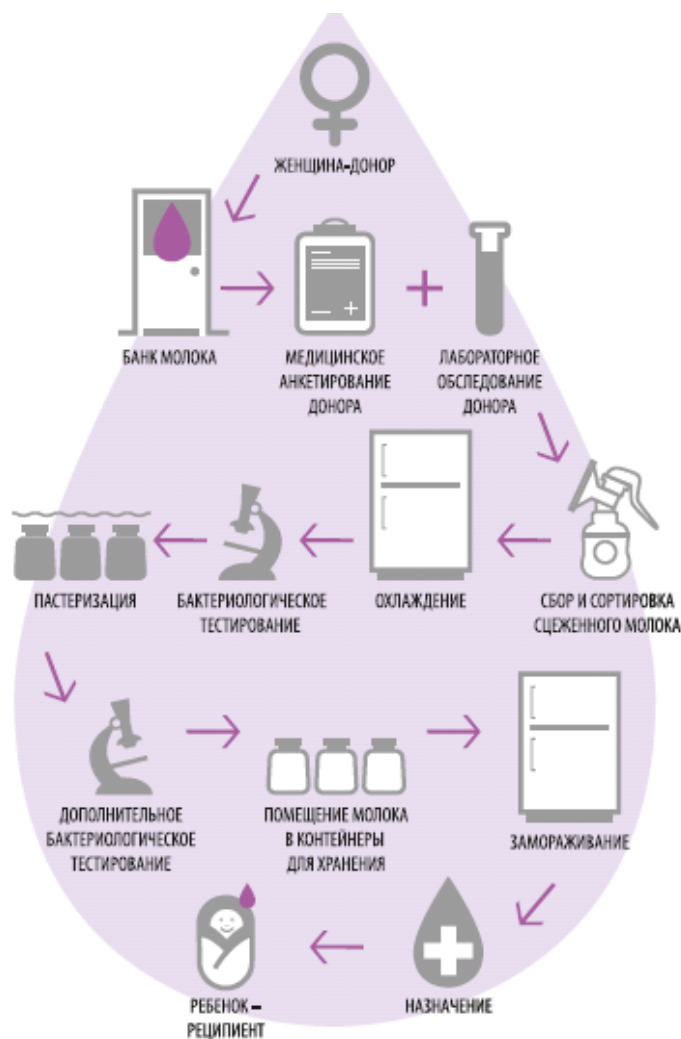 ЖЕНЩИНА-ДОНОР
БАНК МОЛОКА
МЕДИЦИНСКОЕ
АНКЕТИРОВАНИЕ
ДОНОРА
ЛАБОРАТОРНОЕ
ОБСЛЕДОВАНИЕ
ДОНОРА
СБОР И СОРТИРОВКА
СЦЕЖЕННОГО МОЛОКА
ОХЛАЖДЕНИЕ
БАКТЕРИОЛОГИЧЕСКОЕ
ТЕСТИРОВАНИЕ
ПАСТЕРИЗАЦИЯ
ДОПОЛНИТЕЛЬНОЕ
БАКТЕРИОЛОГИЧЕСКОЕ
ТЕСТИРОВАНИЕ
ПОМЕЩЕНИЕ МОЛОКА
В КОНТЕЙНЕРЫ
ДЛЯ ХРАНЕНИЯ
ЗАМОРАЖИВАНИЕ
НАЗНАЧЕНИЕ
РЕБЕНОК –
РЕЦИПИЕНТ